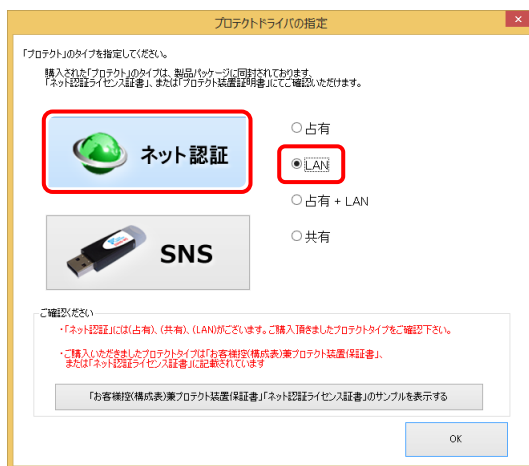 プロテクトドライバの指定
「プロテクト」のタイプを指定してください。
購入された「プロテクト」のタイプは、製品パッケージに同封されております、
「ネット認証ライセンス証書」、または「プロテクト装置証明書」にてご確認いただけます。
ネット認証
占有
LAN
占有 + LAN
共有
SNS
ご確認ください
・「ネット認証」には(占有)、(共有)、(LAN)がございます。ご購入頂きましたプロテクトタイプをご確認下さい。
・ご購入いただきましたプロテクトタイプは「お客様控(構成表)兼プロテクト装置保証書」、
または「ネット認証ライセンス証書」に記載されています
「お客様控(構成表)兼プロテクト装置保証書」「ネット認証ライセンス証書」のサンプルを表示する
OK